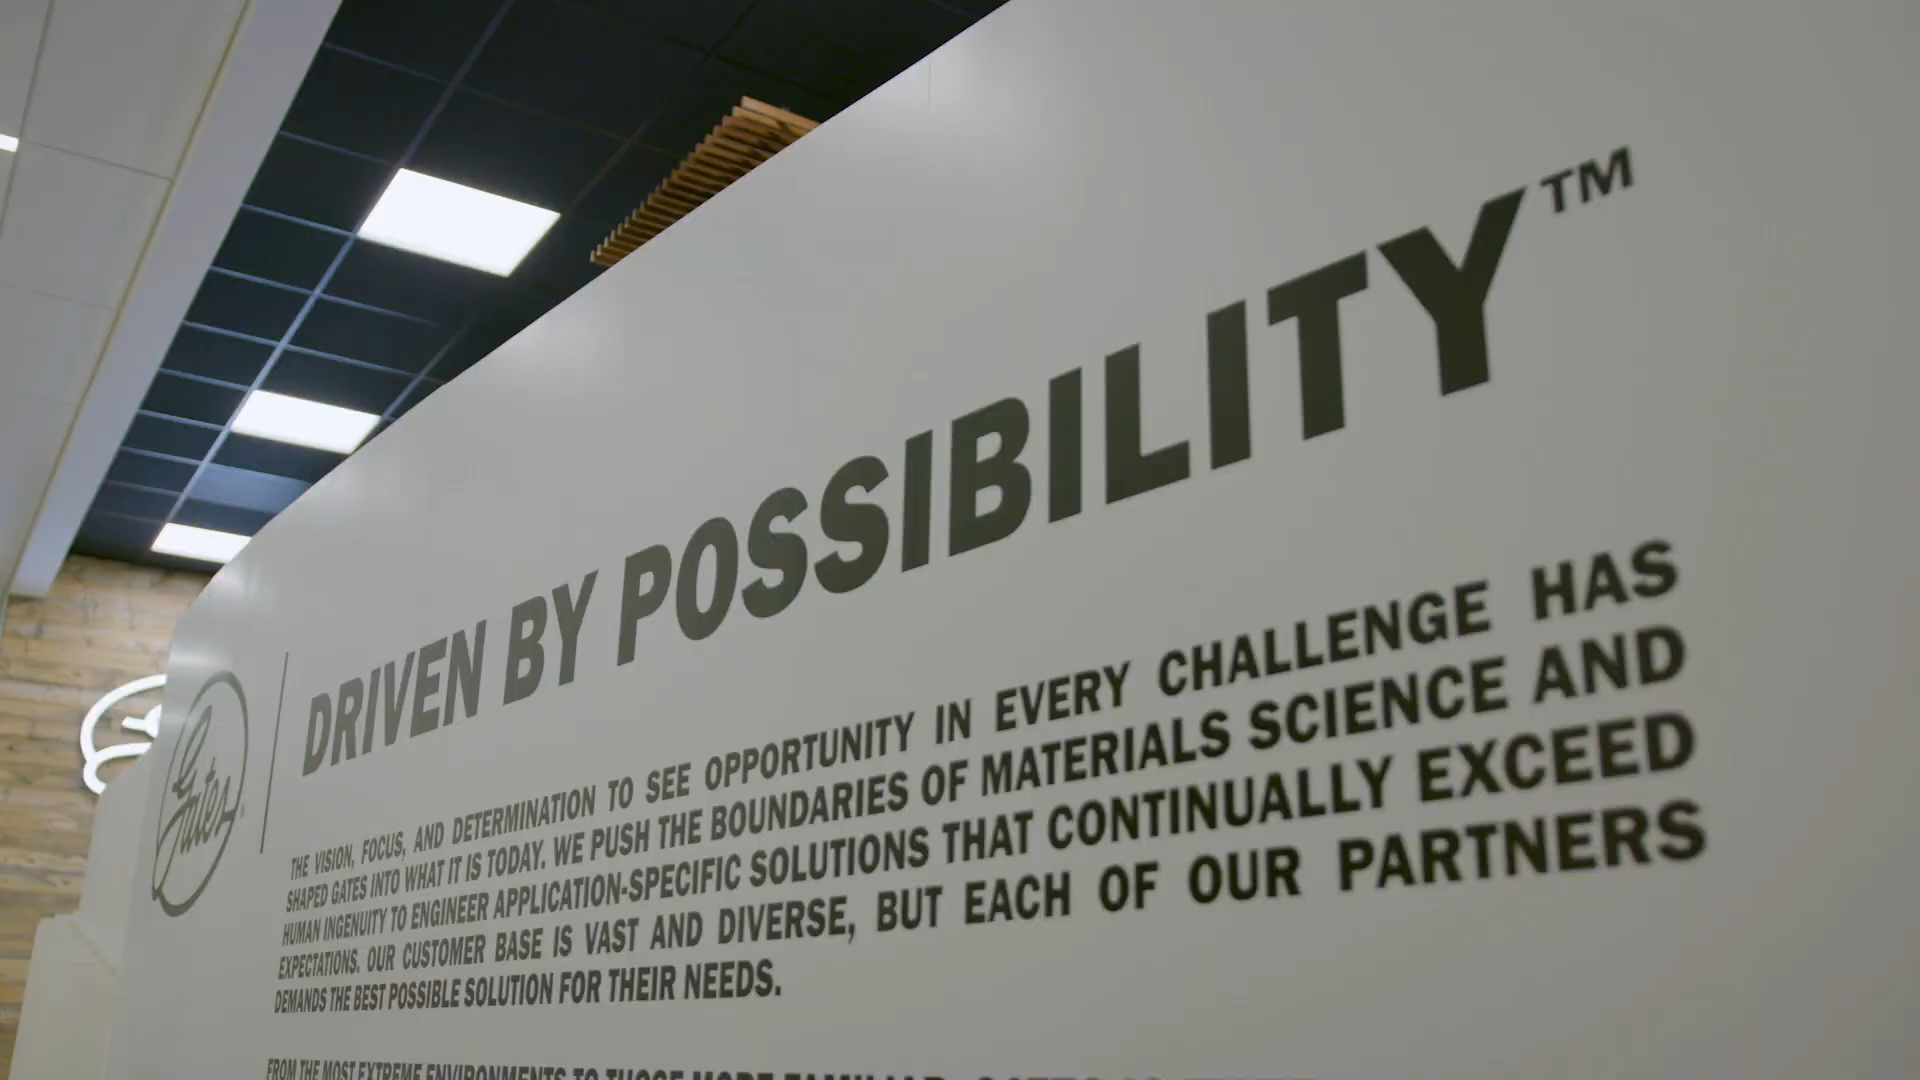 Gates
DRIVEN BY POSSIBILITY™
THE VISION, FOCUS, AND DETERMINATION TO SEE OPPORTUNITY IN EVERY CHALLENGE HAS
SHAPED GATES INTO WHAT IT IS TODAY. WE PUSH THE BOUNDARIES OF MATERIALS SCIENCE AND
HUMAN INGENUITY TO ENGINEER APPLICATION-SPECIFIC SOLUTIONS THAT CONTINUALLY EXCEED
EXPECTATIONS. OUR CUSTOMER BASE IS VAST AND DIVERSE, BUT EACH OF OUR PARTNERS
DEMANDS THE BEST POSSIBLE SOLUTION FOR THEIR NEEDS.
FROM THE MOST EXTREME ENVIRONMENTS TO THOSE MORE FAMILIAR,